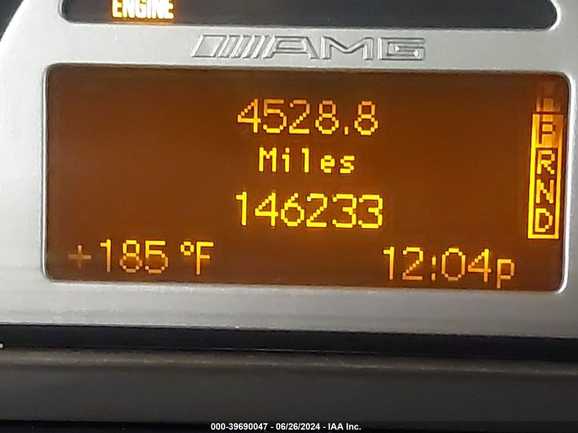 ENGINE
AMG
4528.8
Miles
146233
P
R
N
D
+185 °F
12:04p
000-39690047 - 06/26/2024 - IAA Inc.